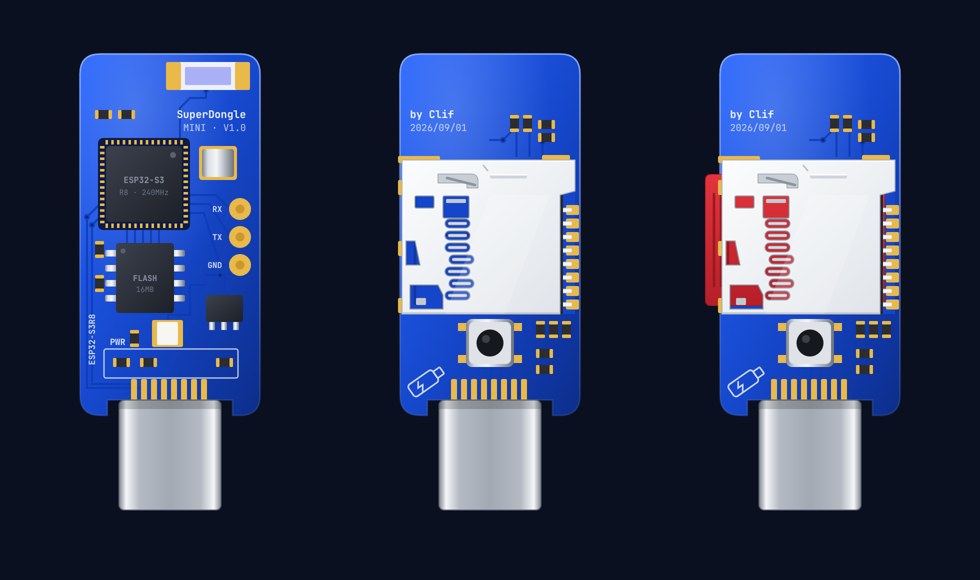 SuperDongle
MINI · V1.0
ESP32-S3
R8 · 240MHz
RX
TX
GND
FLASH
16MB
ESP32-S3R8
PWR
by Clif
2026/09/01
by Clif
2026/09/01